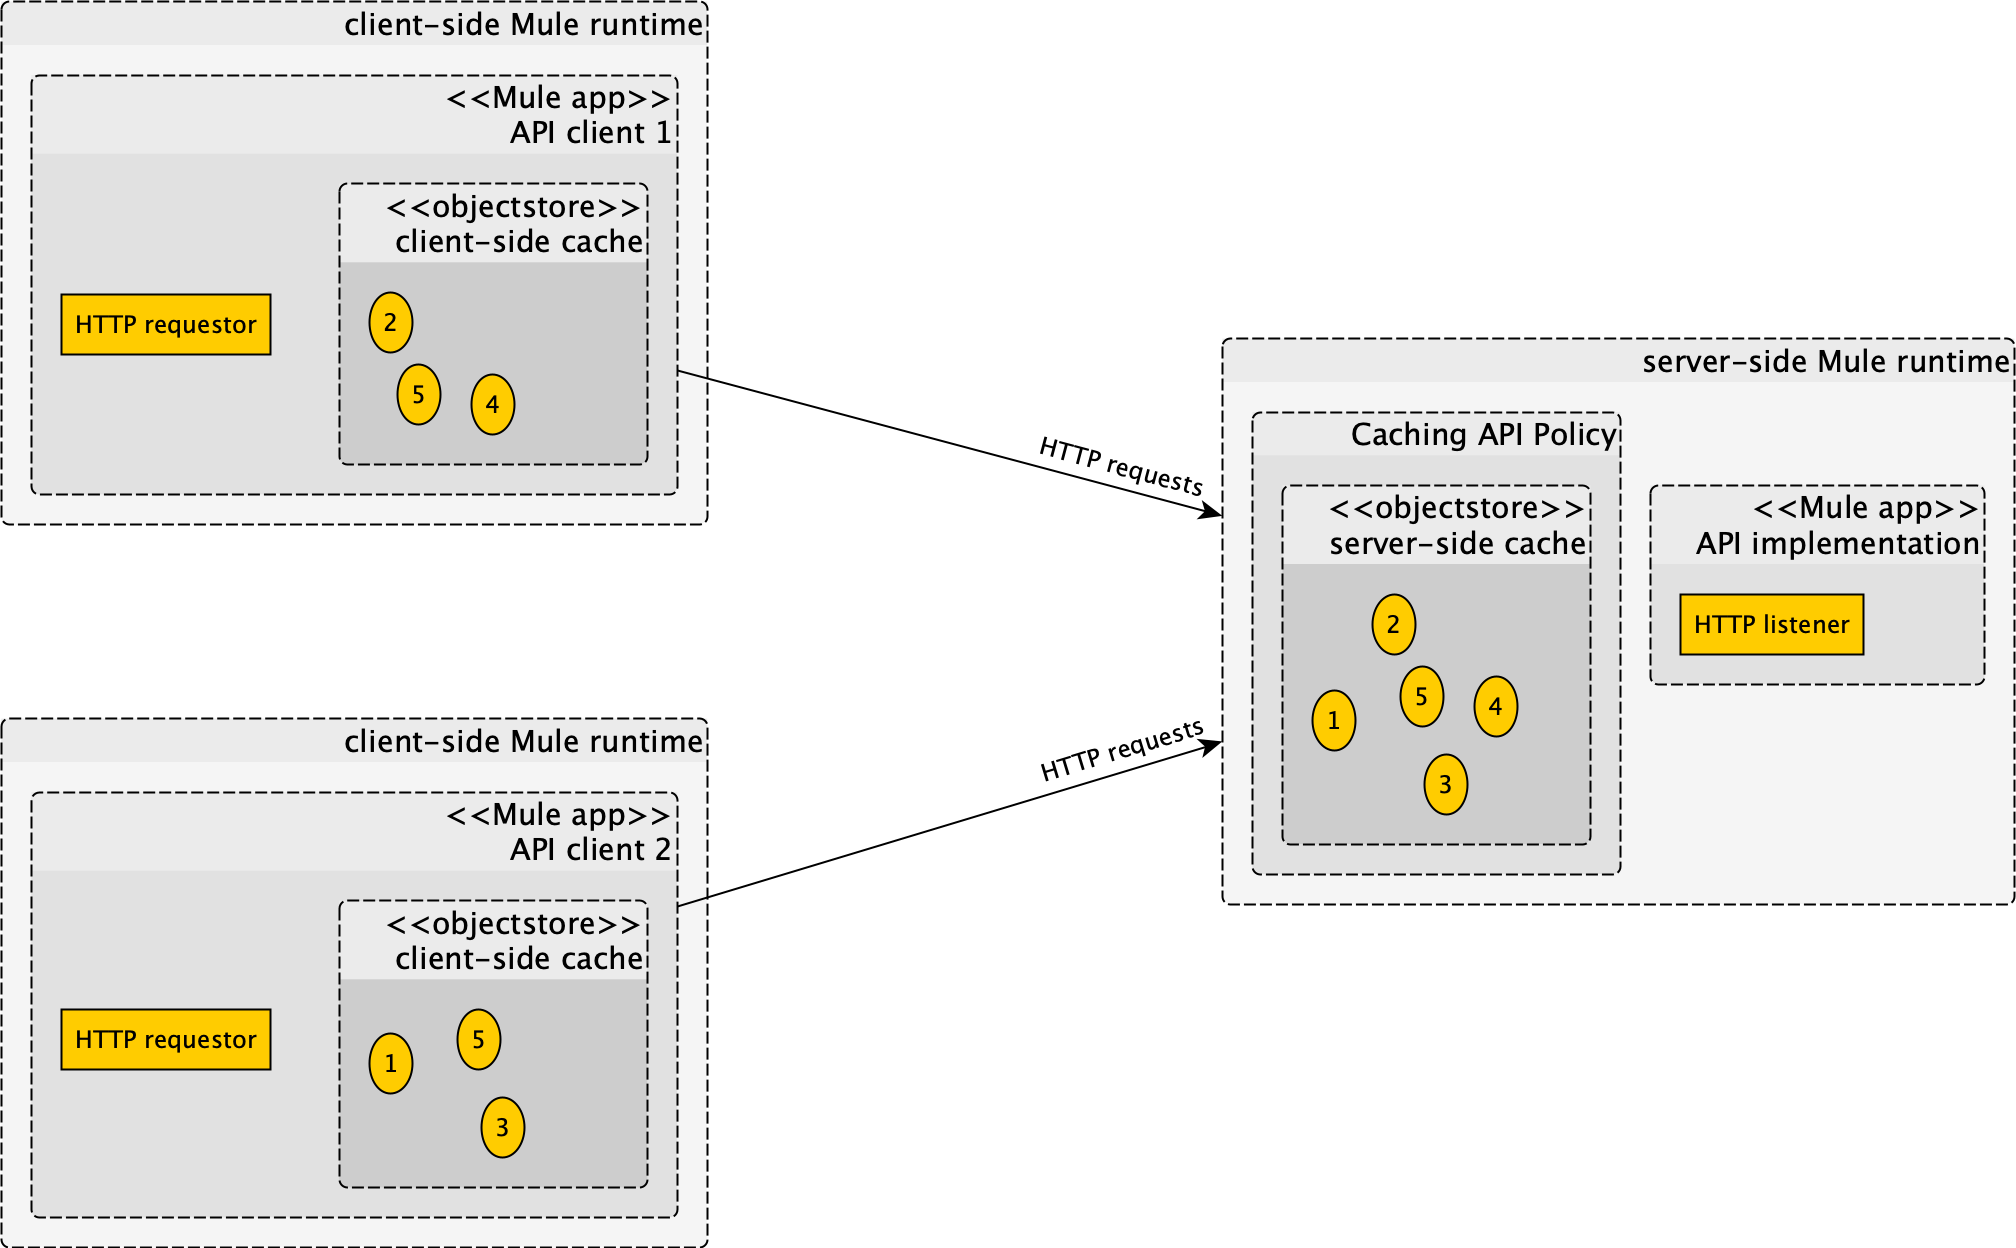 client-side Mule runtime
<<Mule app>>
API client 1
<<objectstore>>
client-side cache
HTTP requestor
2
5
4
HTTP requests
client-side Mule runtime
<<Mule app>>
API client 2
<<objectstore>>
client-side cache
HTTP requestor
1
5
3
HTTP requests
server-side Mule runtime
Caching API Policy
<<objectstore>>
server-side cache
2
5
4
1
3
<<Mule app>>
API implementation
HTTP listener